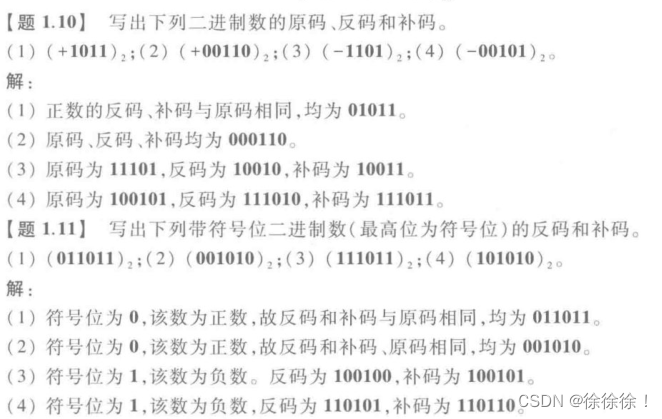 【题 1.10】 写出下列二进制数的原码、反码和补码。
(1) (+1011)₂;(2) (+00110)₂;(3) (-1101)₂;(4) (-00101)₂。
解:
(1) 正数的反码、补码与原码相同,均为 01011。
(2) 原码、反码、补码均为 000110。
(3) 原码为 11101,反码为 10010,补码为 10011。
(4) 原码为 100101,反码为 111010,补码为 111011。
【题 1.11】 写出下列带符号位二进制数(最高位为符号位)的反码和补码。
(1) (011011)₂;(2) (001010)₂;(3) (111011)₂;(4) (101010)₂。
解:
(1) 符号位为 0,该数为正数,故反码和补码与原码相同,均为 011011。
(2) 符号位为 0,该数为正数,故反码和补码、原码相同,均为 001010。
(3) 符号位为 1,该数为负数。反码为 100100,补码为 100101。
(4) 符号位为 1,该数为负数,反码为 110101,补码为 110110。
CSDN @徐徐徐!